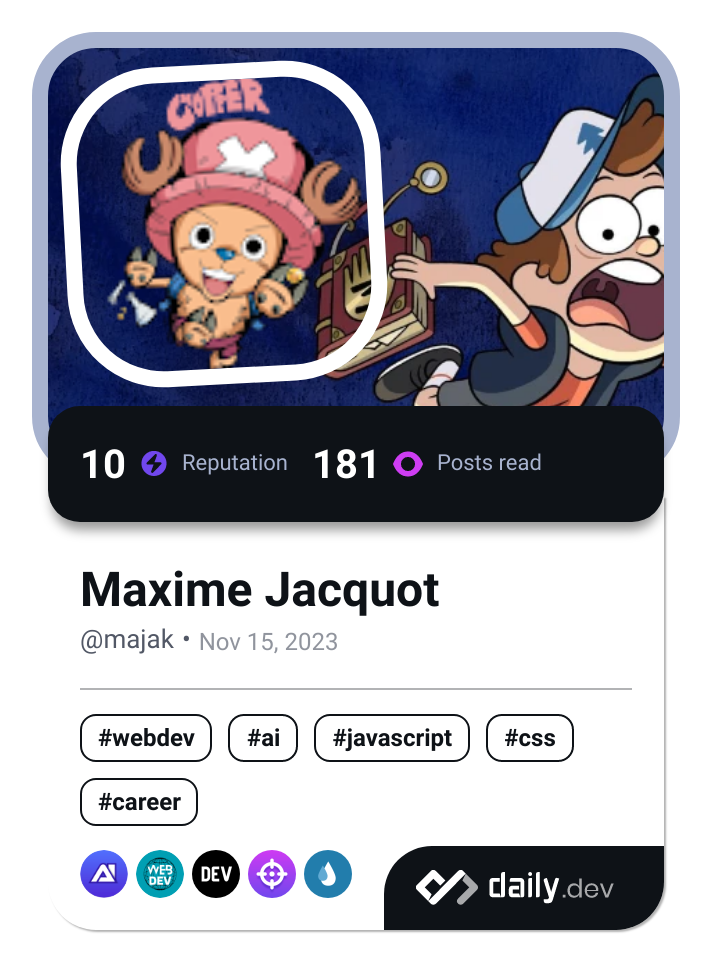 CHOPPER
10 Reputation 181 Posts read
Maxime Jacquot
@majak • Nov 15, 2023
#webdev #ai #javascript #css
#career
WEB
DEV
DEV
daily.dev